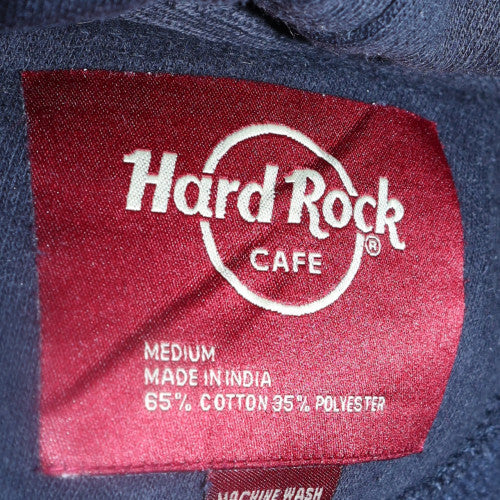 Hard Rock
®
CAFE
MEDIUM
MADE IN INDIA
65% COTTON 35% POLYESTER
MACHINE WASH